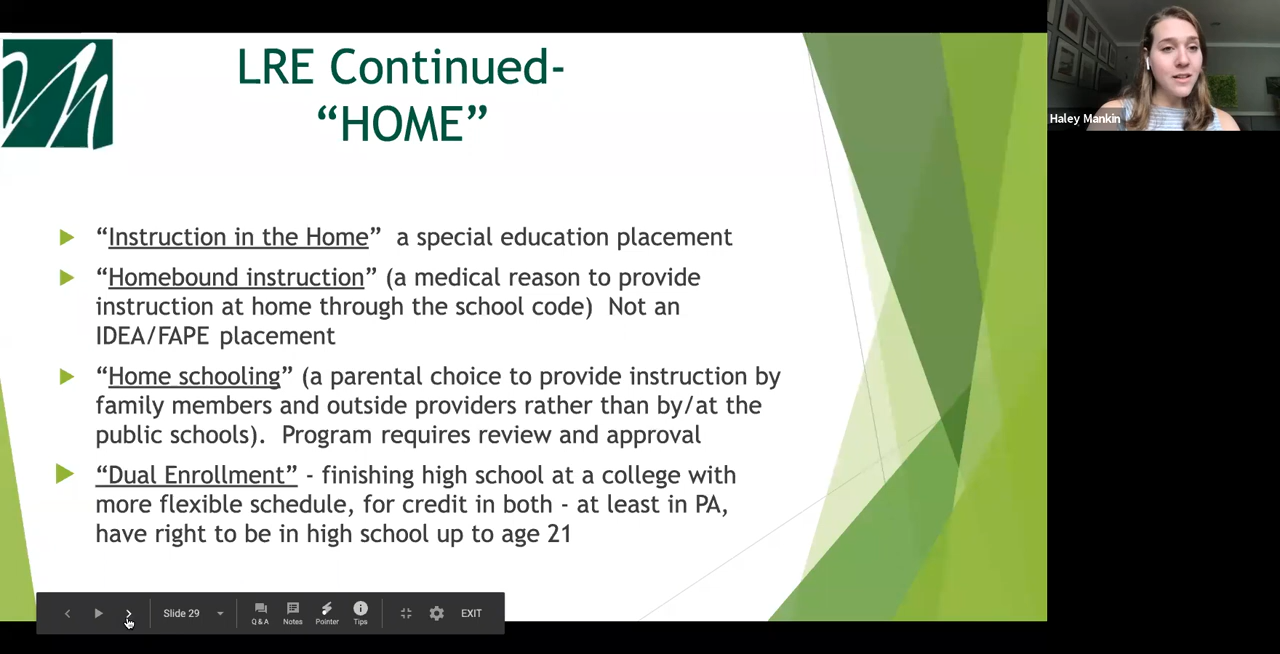 LRE Continued-
“HOME”
“Instruction in the Home”  a special education placement
“Homebound instruction” (a medical reason to provide
instruction at home through the school code)  Not an
IDEA/FAPE placement
“Home schooling” (a parental choice to provide instruction by
family members and outside providers rather than by/at the
public schools).  Program requires review and approval
“Dual Enrollment” - finishing high school at a college with
more flexible schedule, for credit in both - at least in PA,
have right to be in high school up to age 21
Haley Mankin
Slide 29
Q & A
Notes
Pointer
Tips
EXIT